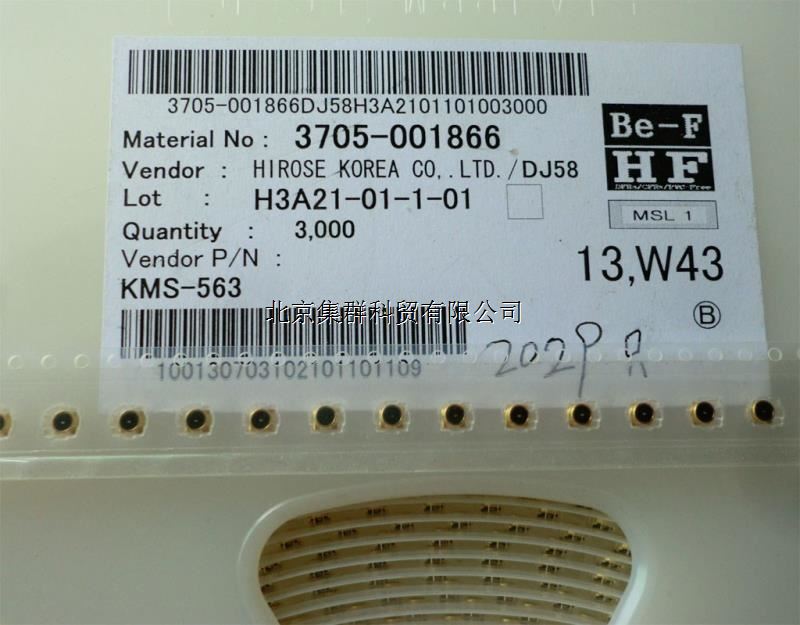 3705-001866DJ58H3A2101101003000
Material No : 3705-001866
Vendor : HIROSE KOREA CO,.LTD./DJ58
Lot : H3A21-01-1-01
Quantity : 3,000
Vendor P/N :
KMS-563
Be-F
HF
MSL 1
13,W43
B
北京集群科贸有限公司
100130703102101101109